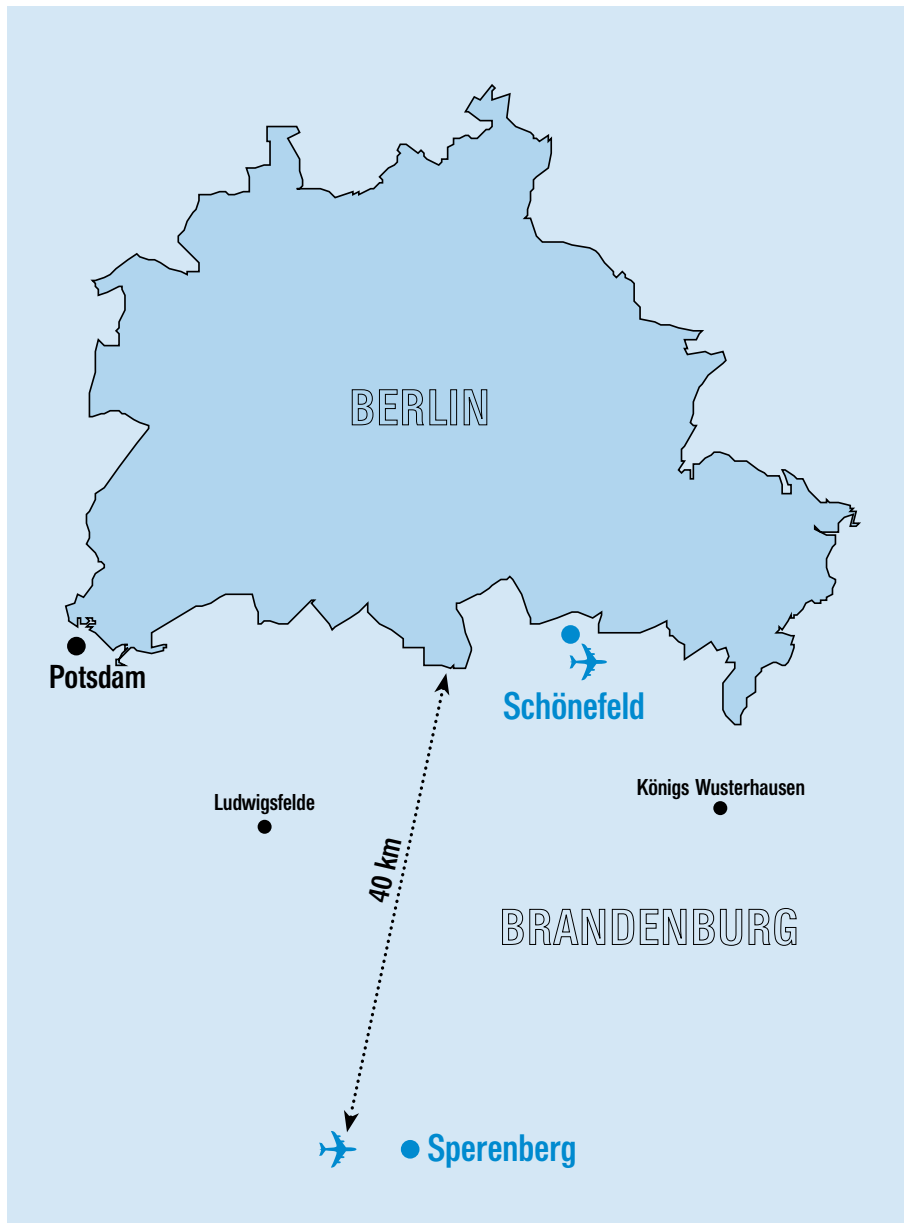 BERLIN
Potsdam
Schönefeld
Ludwigsfelde
Königs Wusterhausen
40 km
BRANDENBURG
Sperenberg